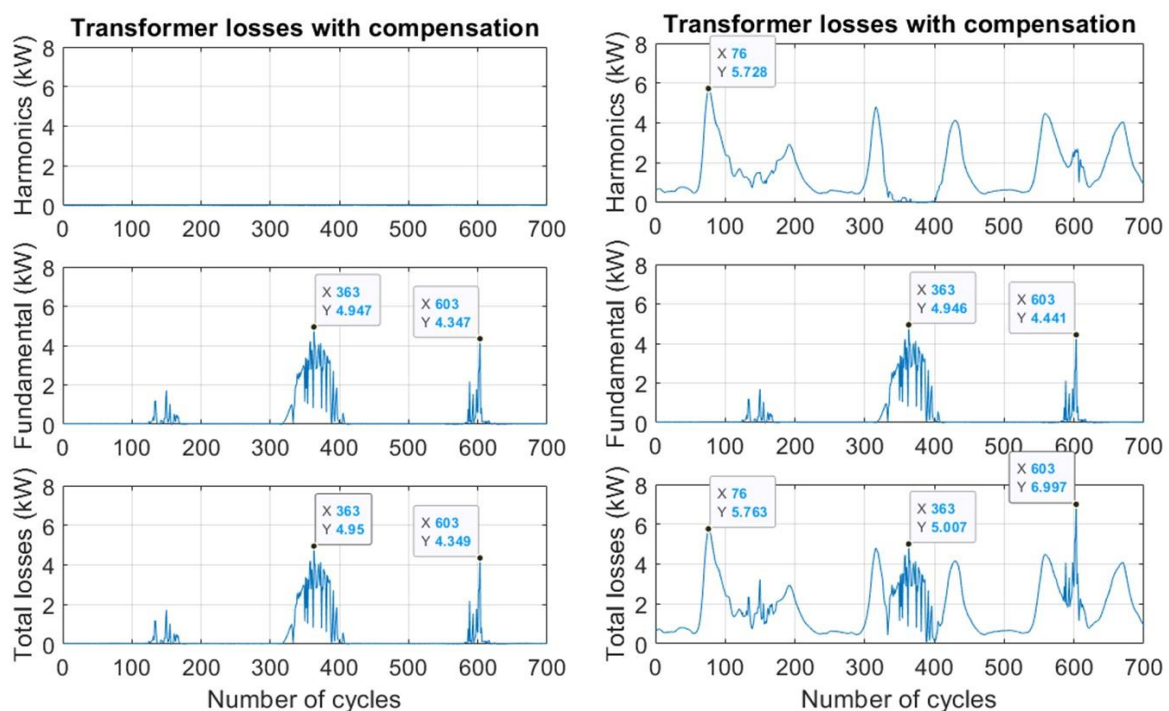 Transformer losses with compensation
Harmonics (kW)
8
6
4
2
0
0 100 200 300 400 500 600 700
Fundamental (kW)
8
6
4
2
0
X 363
Y 4.947
X 603
Y 4.347
0 100 200 300 400 500 600 700
Total losses (kW)
8
6
4
2
0
X 363
Y 4.95
X 603
Y 4.349
0 100 200 300 400 500 600 700
Number of cycles
Transformer losses with compensation
Harmonics (kW)
8
6
4
2
0
X 76
Y 5.728
0 100 200 300 400 500 600 700
Fundamental (kW)
8
6
4
2
0
X 363
Y 4.946
X 603
Y 4.441
0 100 200 300 400 500 600 700
Total losses (kW)
8
6
4
2
0
X 76
Y 5.763
X 363
Y 5.007
X 603
Y 6.997
0 100 200 300 400 500 600 700
Number of cycles